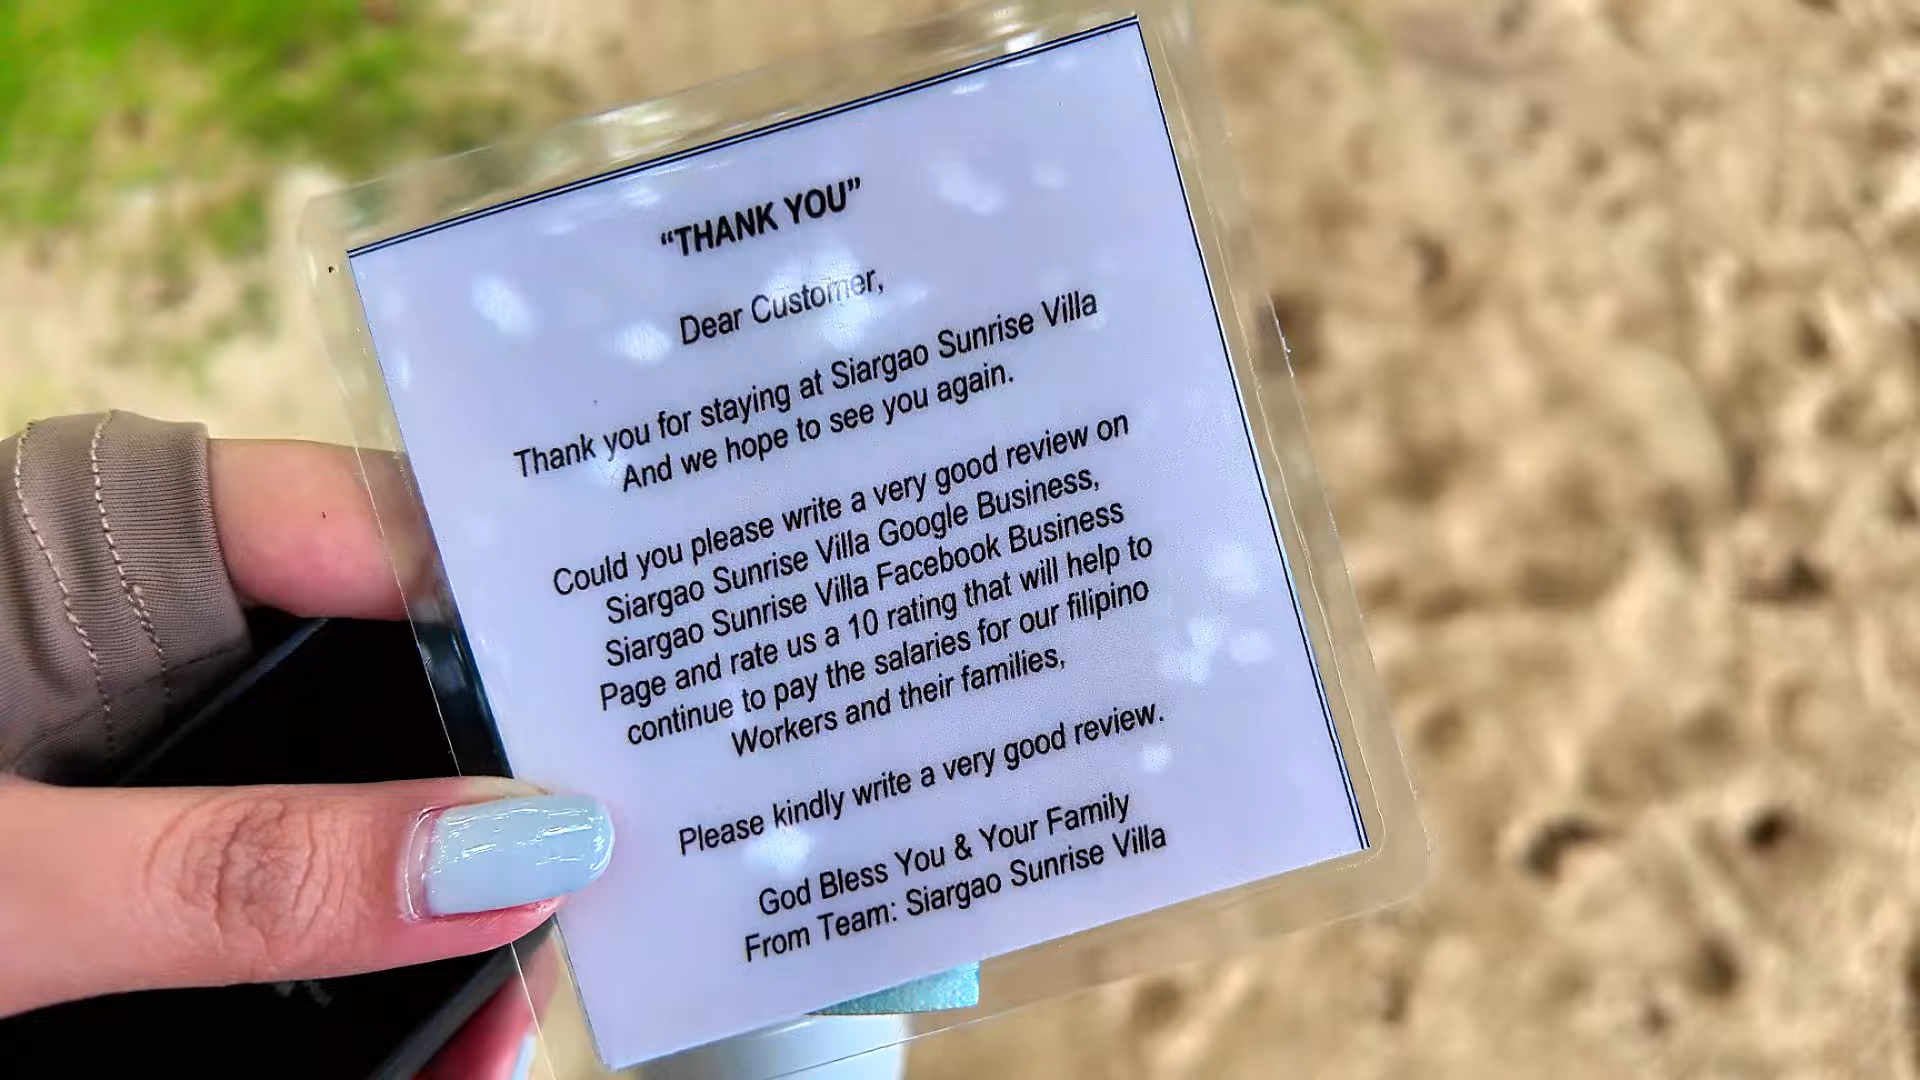 “THANK YOU”
Dear Customer,
Thank you for staying at Siargao Sunrise Villa
And we hope to see you again.
Could you please write a very good review on
Siargao Sunrise Villa Google Business,
Siargao Sunrise Villa Facebook Business
Page and rate us a 10 rating that will help to
continue to pay the salaries for our filipino
Workers and their families,
Please kindly write a very good review.
God Bless You & Your Family
From Team: Siargao Sunrise Villa